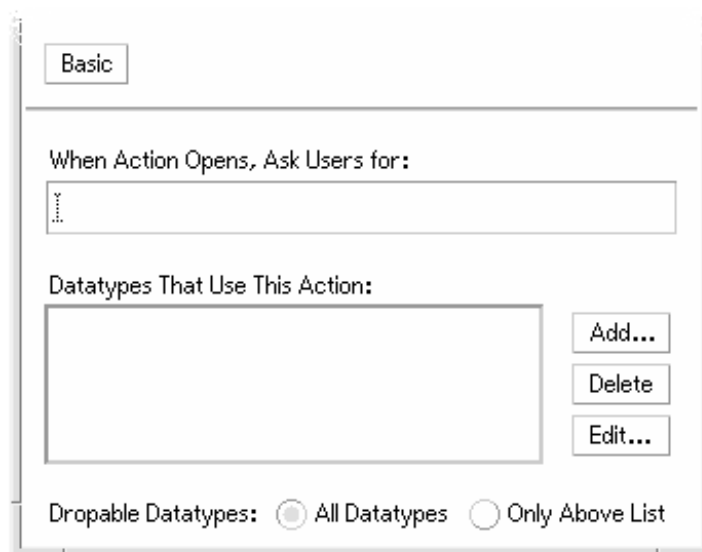 Basic
When Action Opens, Ask Users for:
Datatypes That Use This Action:
Add...
Delete
Edit...
Dropable Datatypes: All Datatypes Only Above List